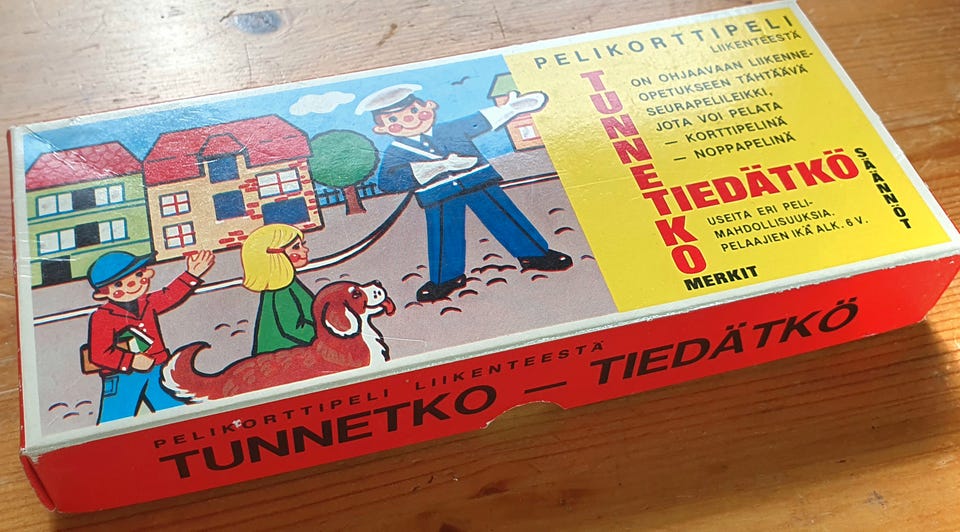 PELIKORTTIPELI
LIIKENTEESTÄ
TUNNETKO
ON OHJAAVAAN LIIKENNE-
OPETUKSEEN TÄHTÄÄVÄ
SEURAPELILEIKKI,
JOTA VOI PELATA
— KORTTIPELINÄ
— NOPPAPELINÄ
TIEDÄTKÖ
SÄÄNNÖT
USEITA ERI PELI-
MAHDOLLISUUKSIA.
PELAAJIEN IKÄ ALK. 6 V.
MERKIT
PELIKORTTIPELI LIIKENTEESTÄ
TUNNETKO — TIEDÄTKÖ